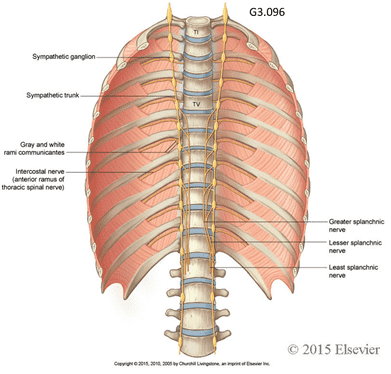 G3.096
TI
Sympathetic ganglion
Sympathetic trunk
TV
Gray and white
rami communicantes
Intercostal nerve
(anterior ramus of
thoracic spinal nerve)
Greater splanchnic
nerve
Lesser splanchnic
nerve
Least splanchnic
nerve
© 2015 Elsevier
Copyright © 2015, 2010, 2005 by Churchill Livingstone, an imprint of Elsevier Inc.